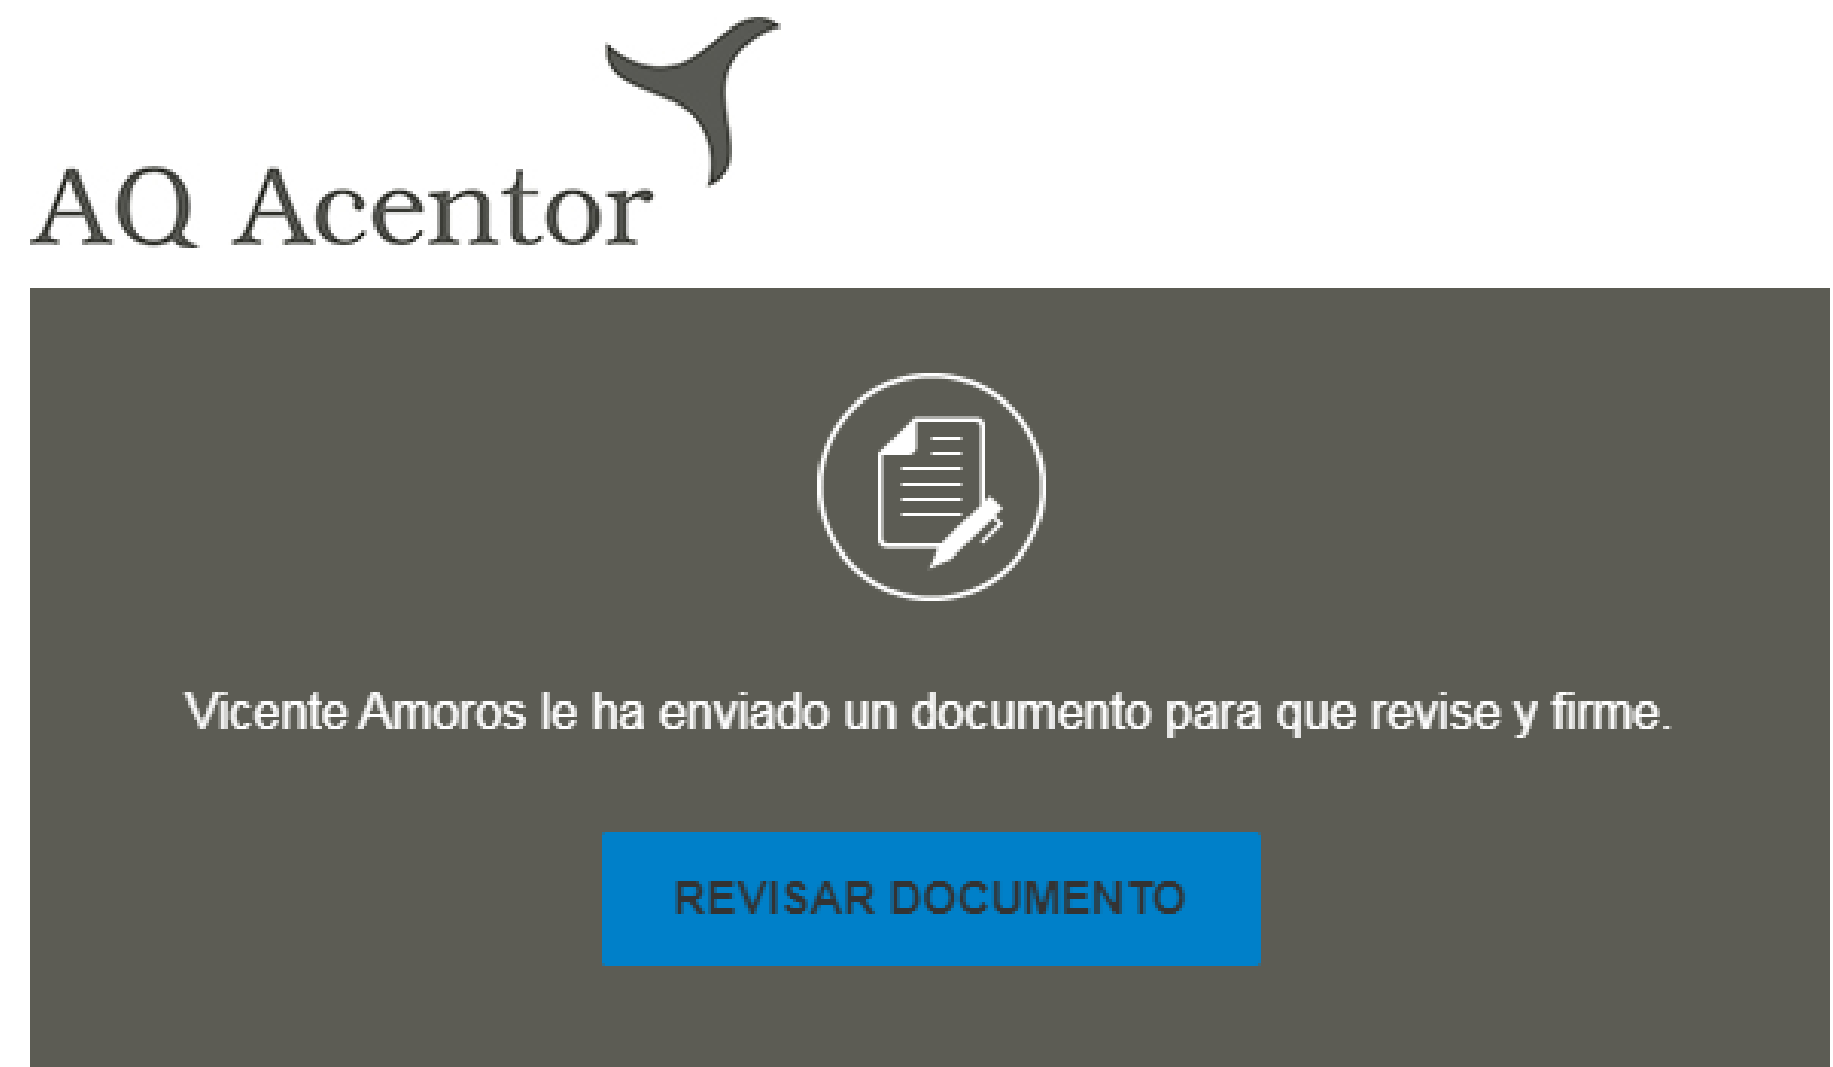 AQ Acentor
Vicente Amoros le ha enviado un documento para que revise y firme.
REVISAR DOCUMENTO